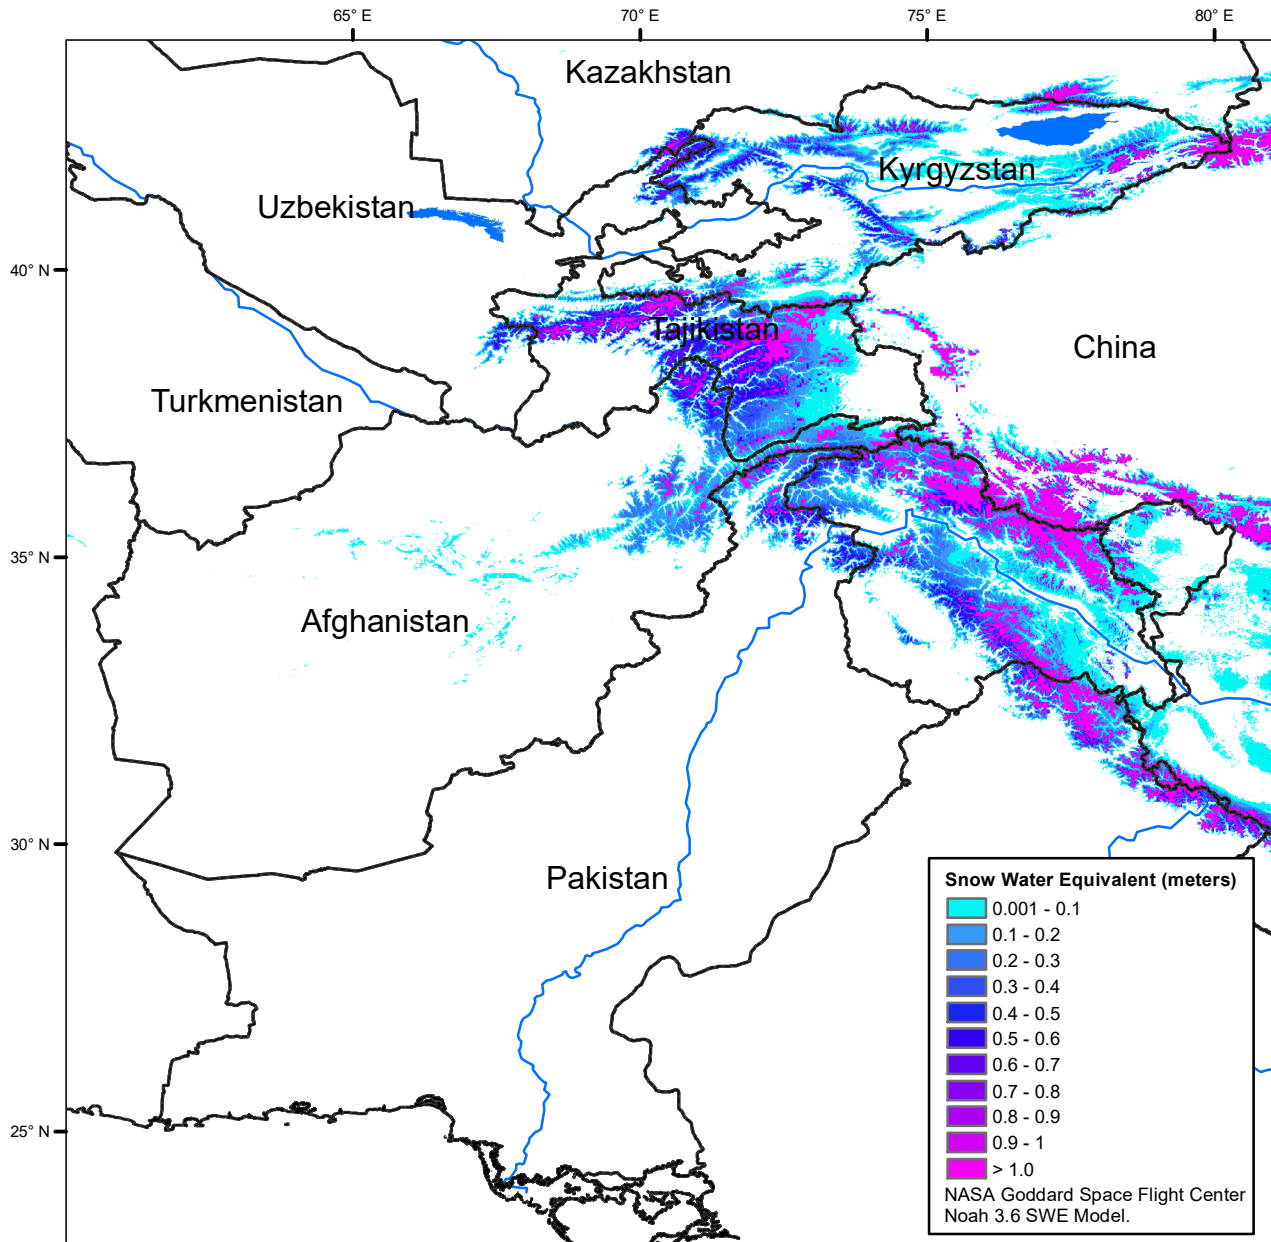 65° E
70° E
75° E
80° E
Kazakhstan
Kyrgyzstan
Uzbekistan
40° N
Tajikistan
China
Turkmenistan
35° N
Afghanistan
30° N
Pakistan
25° N
Snow Water Equivalent (meters)
0.001 - 0.1
0.1 - 0.2
0.2 - 0.3
0.3 - 0.4
0.4 - 0.5
0.5 - 0.6
0.6 - 0.7
0.7 - 0.8
0.8 - 0.9
0.9 - 1
> 1.0
NASA Goddard Space Flight Center
Noah 3.6 SWE Model.